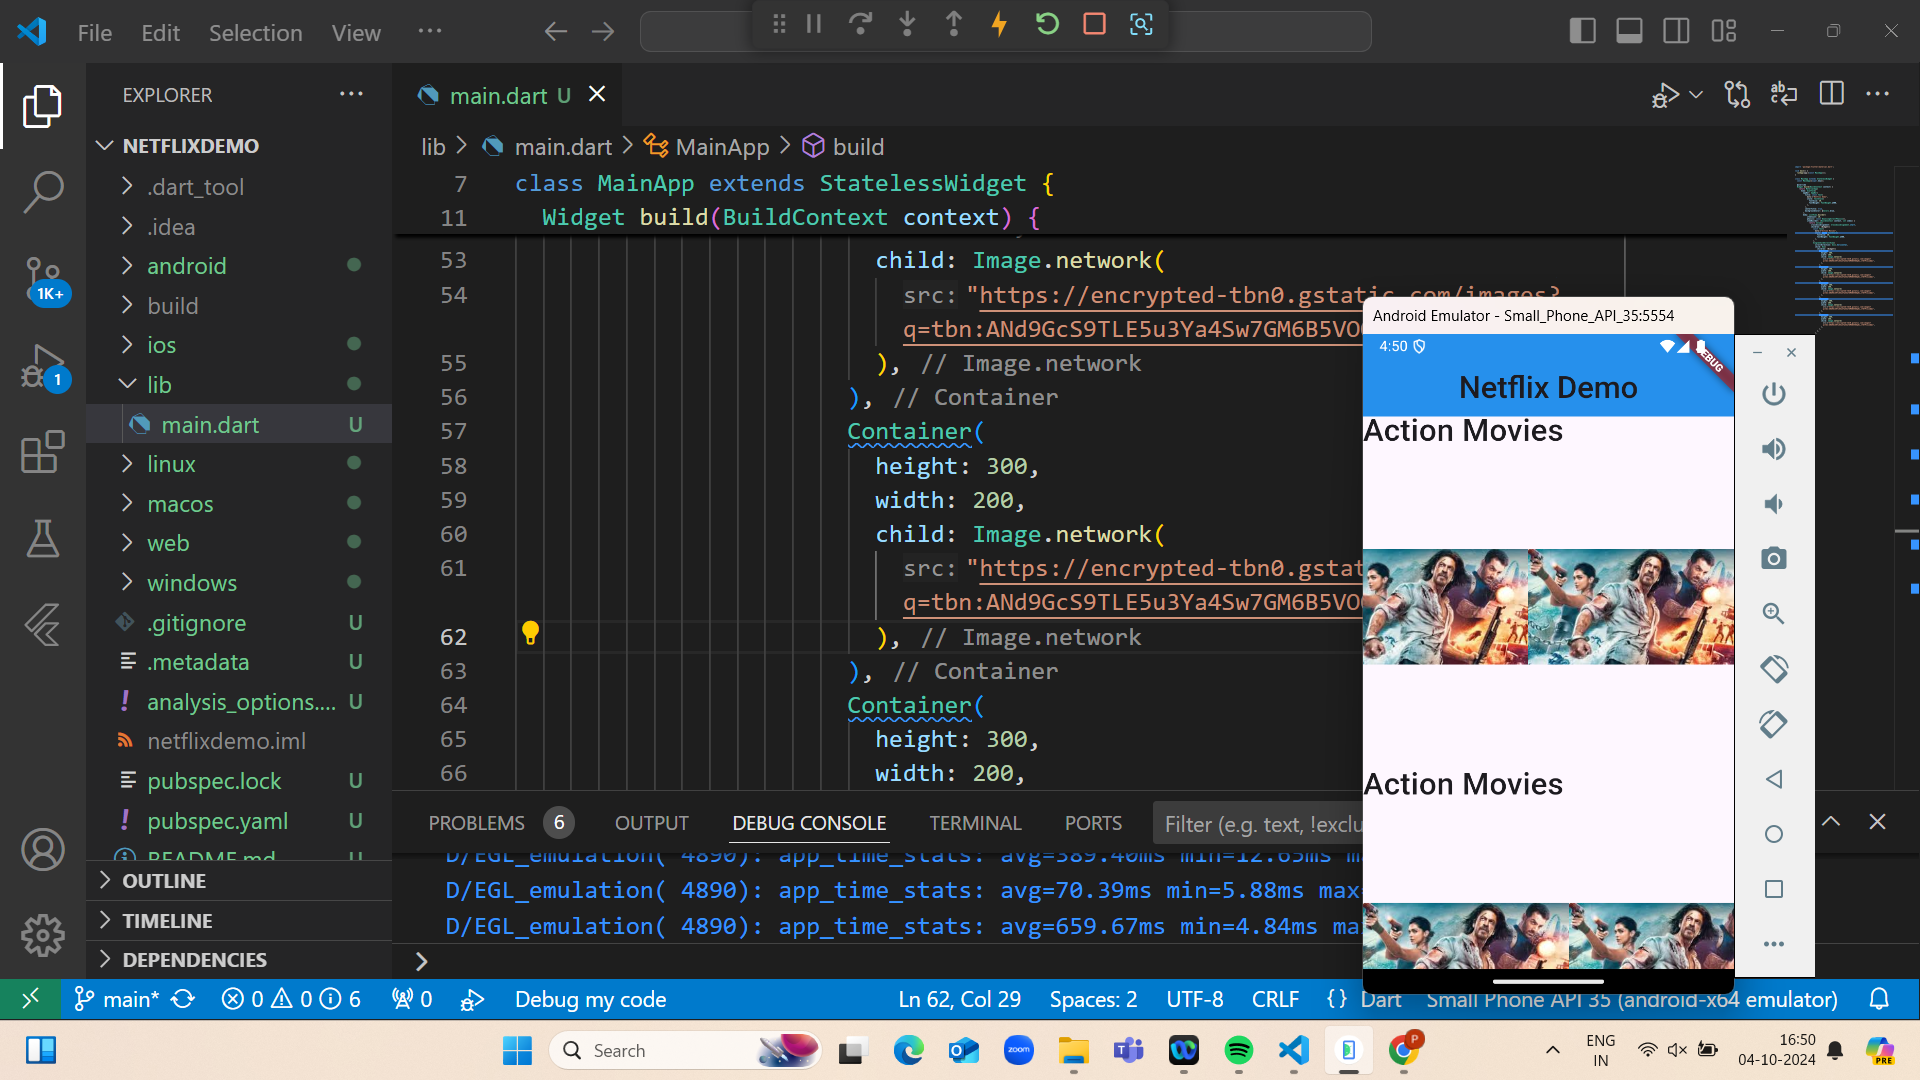 File Edit Selection View ···
EXPLORER ···
NETFLIXDEMO
.dart_tool
.idea
android
build
ios
lib
main.dart U
linux
macos
web
windows
.gitignore U
.metadata U
analysis_options.... U
netflixdemo.iml
pubspec.lock U
pubspec.yaml U
README.md U
OUTLINE
TIMELINE
DEPENDENCIES
1K+
1
main.dart U
lib > main.dart > MainApp > build
7 class MainApp extends StatelessWidget {
11 Widget build(BuildContext context) {
53 child: Image.network(
54 src: "https://encrypted-tbn0.gstatic.com/images?
q=tbn:ANd9GcS9TLE5u3Ya4Sw7GM6B5VO
55 ), // Image.network
56 ), // Container
57 Container(
58 height: 300,
59 width: 200,
60 child: Image.network(
61 src: "https://encrypted-tbn0.gstat
q=tbn:ANd9GcS9TLE5u3Ya4Sw7GM6B5VO
62 ), // Image.network
63 ), // Container
64 Container(
65 height: 300,
66 width: 200,
PROBLEMS 6 OUTPUT DEBUG CONSOLE TERMINAL PORTS Filter (e.g. text, !exclu
D/EGL_emulation( 4890): app_time_stats: avg=389.40ms min=12.65ms ma
D/EGL_emulation( 4890): app_time_stats: avg=70.39ms min=5.88ms max=
D/EGL_emulation( 4890): app_time_stats: avg=659.67ms min=4.84ms ma
Android Emulator - Small_Phone_API_35:5554
4:50
DEBUG
Netflix Demo
Action Movies
Action Movies
main* 0 0 6 0 Debug my code Ln 62, Col 29 Spaces: 2 UTF-8 CRLF {} Dart Small Phone API 35 (android-x64 emulator)
Search
zoom
P
ENG
IN
16:50
04-10-2024
PRE